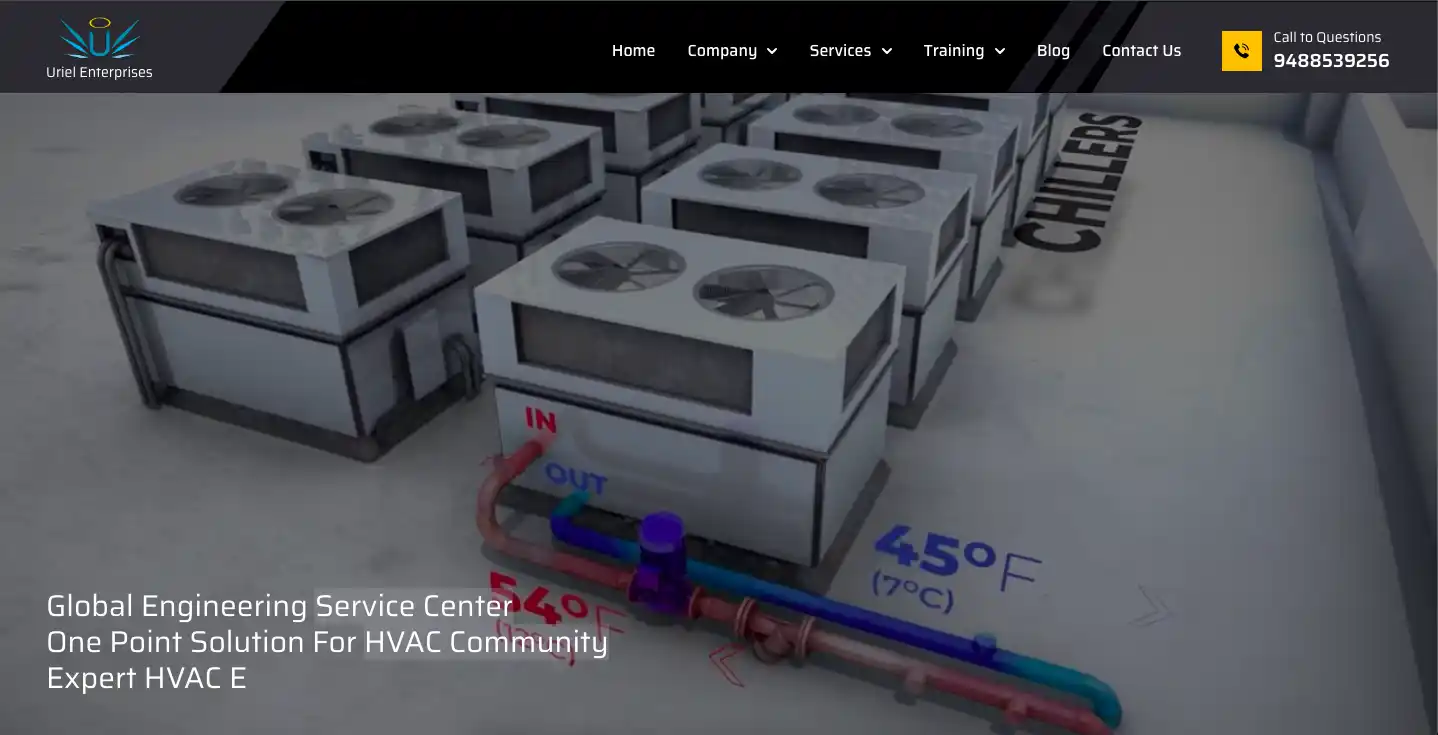 Uriel Enterprises
Home
Company
Services
Training
Blog
Contact Us
Call to Questions
9488539256
CHILLERS
IN
OUT
45°F
(7°C)
54°F
(12°C)
Global Engineering Service Center
One Point Solution For HVAC Community
Expert HVAC E